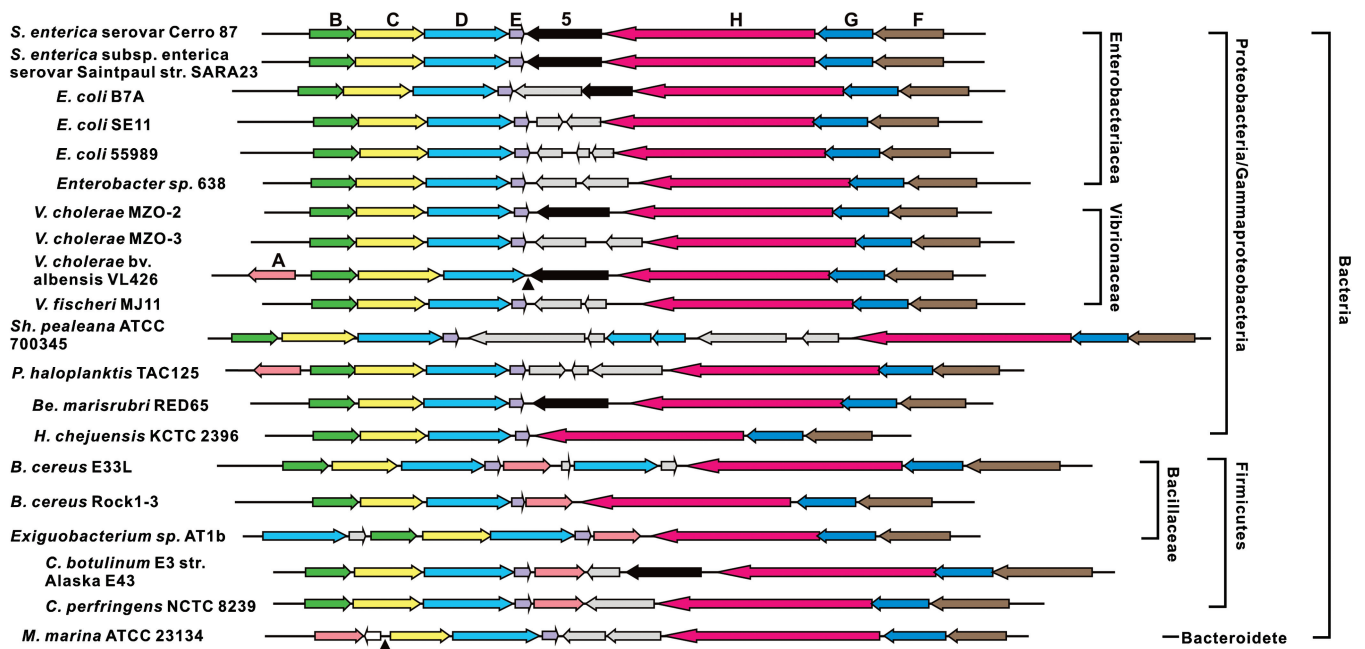 B C D E 5 H G F
S. enterica serovar Cerro 87
S. enterica subsp. enterica
serovar Saintpaul str. SARA23
E. coli B7A
E. coli SE11
E. coli 55989
Enterobacter sp. 638
V. cholerae MZO-2
V. cholerae MZO-3
V. cholerae bv.
albensis VL426
A
V. fischeri MJ11
Sh. pealeana ATCC
700345
P. haloplanktis TAC125
Be. marisrubri RED65
H. chejuensis KCTC 2396
B. cereus E33L
B. cereus Rock1-3
Exiguobacterium sp. AT1b
C. botulinum E3 str.
Alaska E43
C. perfringens NCTC 8239
M. marina ATCC 23134
Enterobacteriacea
Vibrionaceae
Bacillaceae
Proteobacteria/Gammaproteobacteria
Firmicutes
Bacteroidete
Bacteria